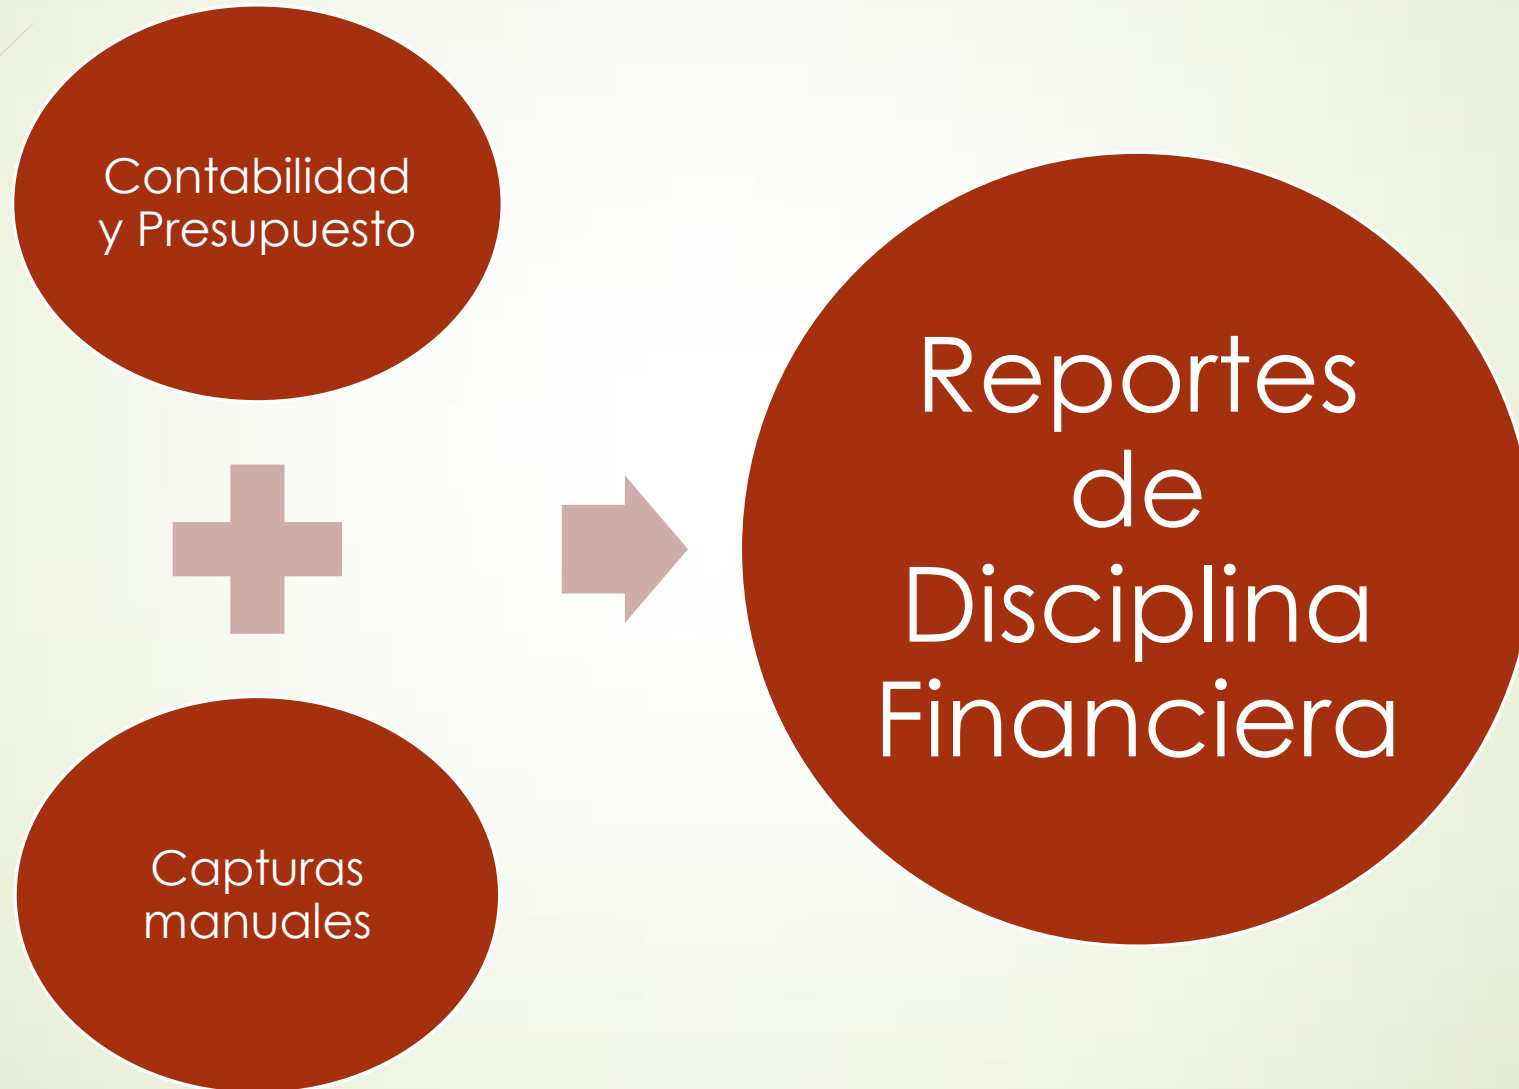 Contabilidad
y Presupuesto
Capturas
manuales
Reportes
de
Disciplina
Financiera